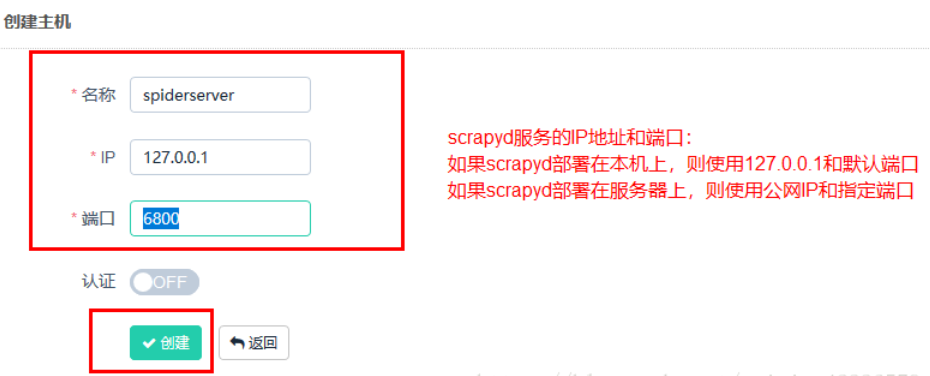 创建主机
* 名称 spiderserver
* IP 127.0.0.1
* 端口 6800
认证 OFF
创建 返回
scrapyd服务的IP地址和端口：
如果scrapyd部署在本机上，则使用127.0.0.1和默认端口
如果scrapyd部署在服务器上，则使用公网IP和指定端口